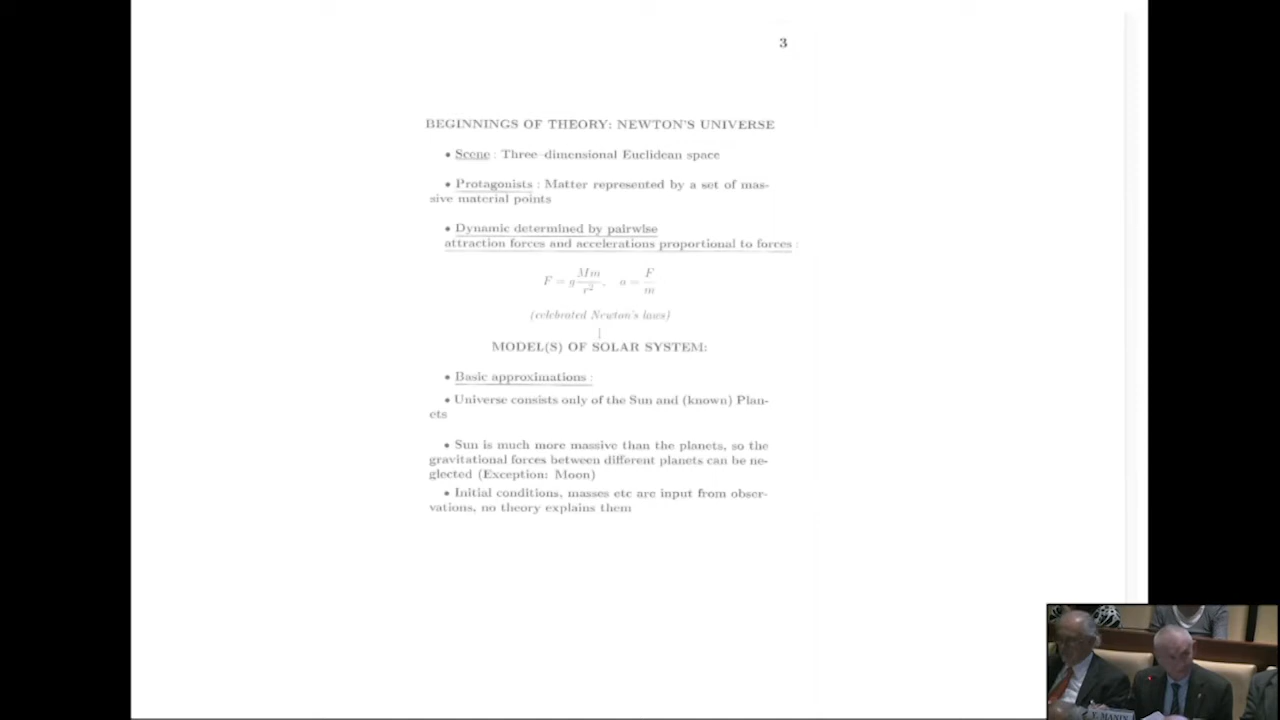 3
BEGINNINGS OF THEORY: NEWTON'S UNIVERSE
• Scene : Three-dimensional Euclidean space
• Protagonists : Matter represented by a set of mas-
sive material points
• Dynamic determined by pairwise
attraction forces and accelerations proportional to forces :
F = g Mm / r², a = F / m
(celebrated Newton's laws)
MODEL(S) OF SOLAR SYSTEM:
• Basic approximations :
• Universe consists only of the Sun and (known) Plan-
ets
• Sun is much more massive than the planets, so the
gravitational forces between different planets can be ne-
glected (Exception: Moon)
• Initial conditions, masses etc are input from obser-
vations, no theory explains them
MANIN